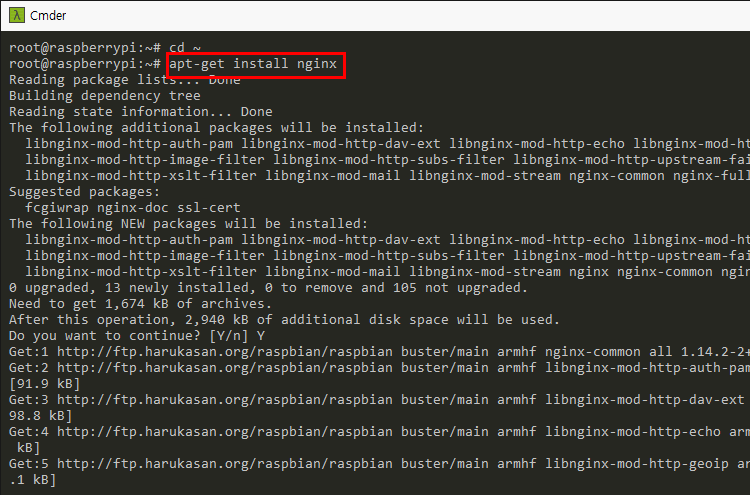 Cmder
root@raspberrypi:~# cd ~
root@raspberrypi:~# apt-get install nginx
Reading package lists... Done
Building dependency tree
Reading state information... Done
The following additional packages will be installed:
  libnginx-mod-http-auth-pam libnginx-mod-http-dav-ext libnginx-mod-http-echo libnginx-mod-ht
  libnginx-mod-http-image-filter libnginx-mod-http-subs-filter libnginx-mod-http-upstream-fai
  libnginx-mod-http-xslt-filter libnginx-mod-mail libnginx-mod-stream nginx-common nginx-full
Suggested packages:
  fcgiwrap nginx-doc ssl-cert
The following NEW packages will be installed:
  libnginx-mod-http-auth-pam libnginx-mod-http-dav-ext libnginx-mod-http-echo libnginx-mod-ht
  libnginx-mod-http-image-filter libnginx-mod-http-subs-filter libnginx-mod-http-upstream-fai
  libnginx-mod-http-xslt-filter libnginx-mod-mail libnginx-mod-stream nginx nginx-common ngin
0 upgraded, 13 newly installed, 0 to remove and 105 not upgraded.
Need to get 1,674 kB of archives.
After this operation, 2,940 kB of additional disk space will be used.
Do you want to continue? [Y/n] Y
Get:1 http://ftp.harukasan.org/raspbian/raspbian buster/main armhf nginx-common all 1.14.2-2+
Get:2 http://ftp.harukasan.org/raspbian/raspbian buster/main armhf libnginx-mod-http-auth-pam
[91.9 kB]
Get:3 http://ftp.harukasan.org/raspbian/raspbian buster/main armhf libnginx-mod-http-dav-ext
98.8 kB]
Get:4 http://ftp.harukasan.org/raspbian/raspbian buster/main armhf libnginx-mod-http-echo arm
 kB]
Get:5 http://ftp.harukasan.org/raspbian/raspbian buster/main armhf libnginx-mod-http-geoip ar
.1 kB]